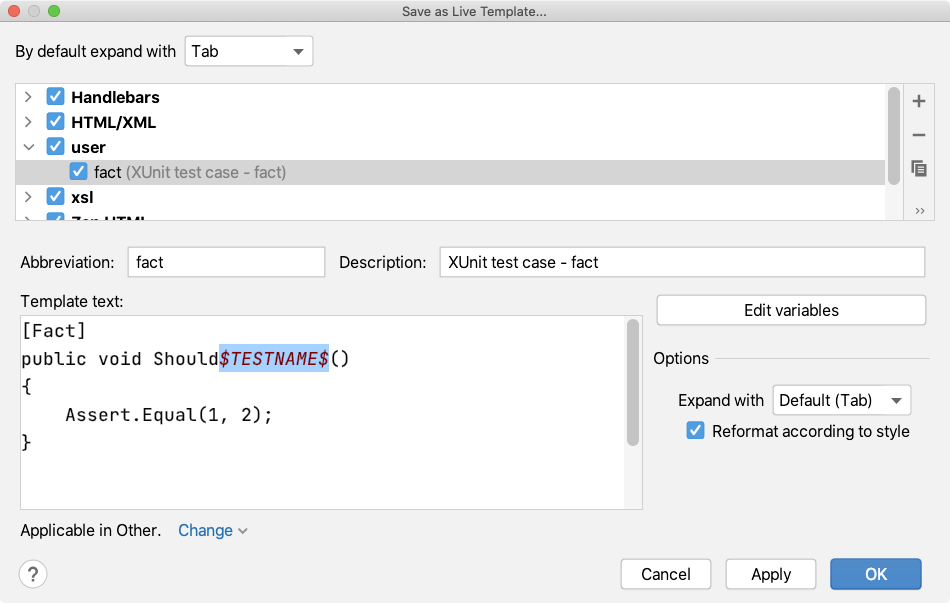 Save as Live Template...
By default expand with Tab
Handlebars
HTML/XML
user
fact (XUnit test case - fact)
xsl
Zen HTML
Abbreviation: fact Description: XUnit test case - fact
Template text:
Edit variables
[Fact]
public void Should$TESTNAME$()
{
    Assert.Equal(1, 2);
}
Options
Expand with Default (Tab)
Reformat according to style
Applicable in Other. Change
? Cancel Apply OK